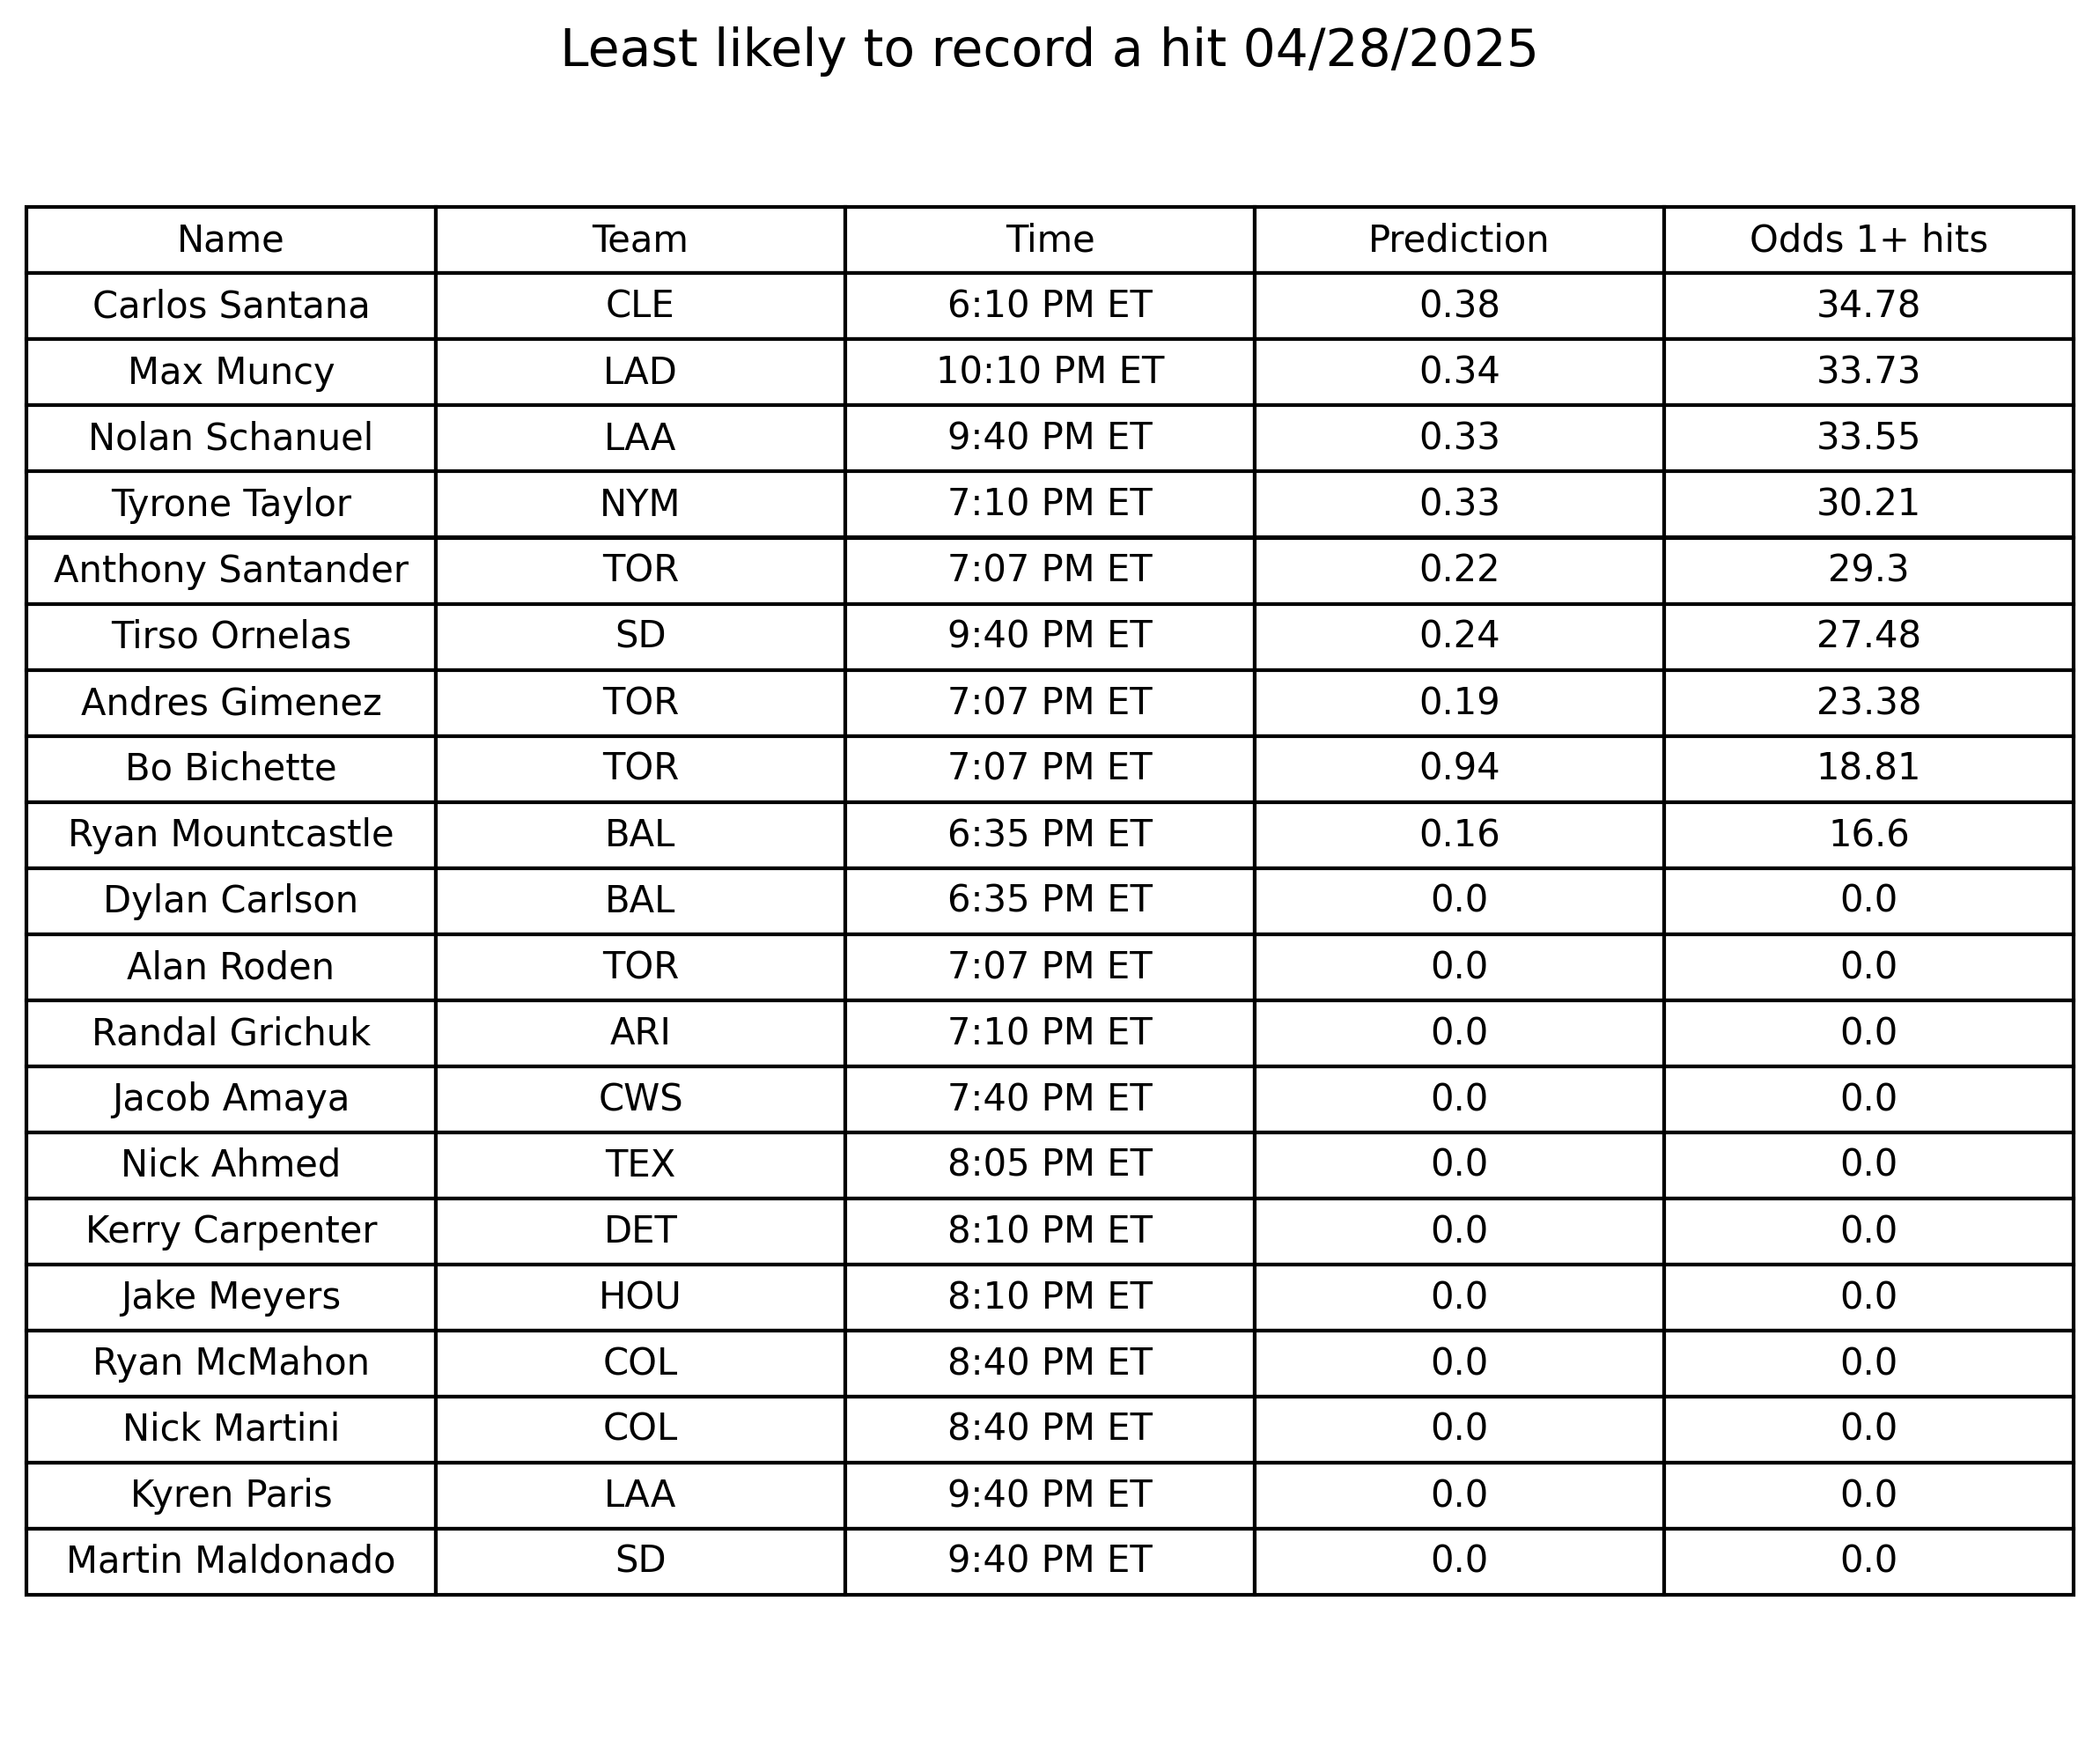 Least likely to record a hit 04/28/2025
Name Team Time Prediction Odds 1+ hits
Carlos Santana CLE 6:10 PM ET 0.38 34.78
Max Muncy LAD 10:10 PM ET 0.34 33.73
Nolan Schanuel LAA 9:40 PM ET 0.33 33.55
Tyrone Taylor NYM 7:10 PM ET 0.33 30.21
Anthony Santander TOR 7:07 PM ET 0.22 29.3
Tirso Ornelas SD 9:40 PM ET 0.24 27.48
Andres Gimenez TOR 7:07 PM ET 0.19 23.38
Bo Bichette TOR 7:07 PM ET 0.94 18.81
Ryan Mountcastle BAL 6:35 PM ET 0.16 16.6
Dylan Carlson BAL 6:35 PM ET 0.0 0.0
Alan Roden TOR 7:07 PM ET 0.0 0.0
Randal Grichuk ARI 7:10 PM ET 0.0 0.0
Jacob Amaya CWS 7:40 PM ET 0.0 0.0
Nick Ahmed TEX 8:05 PM ET 0.0 0.0
Kerry Carpenter DET 8:10 PM ET 0.0 0.0
Jake Meyers HOU 8:10 PM ET 0.0 0.0
Ryan McMahon COL 8:40 PM ET 0.0 0.0
Nick Martini COL 8:40 PM ET 0.0 0.0
Kyren Paris LAA 9:40 PM ET 0.0 0.0
Martin Maldonado SD 9:40 PM ET 0.0 0.0